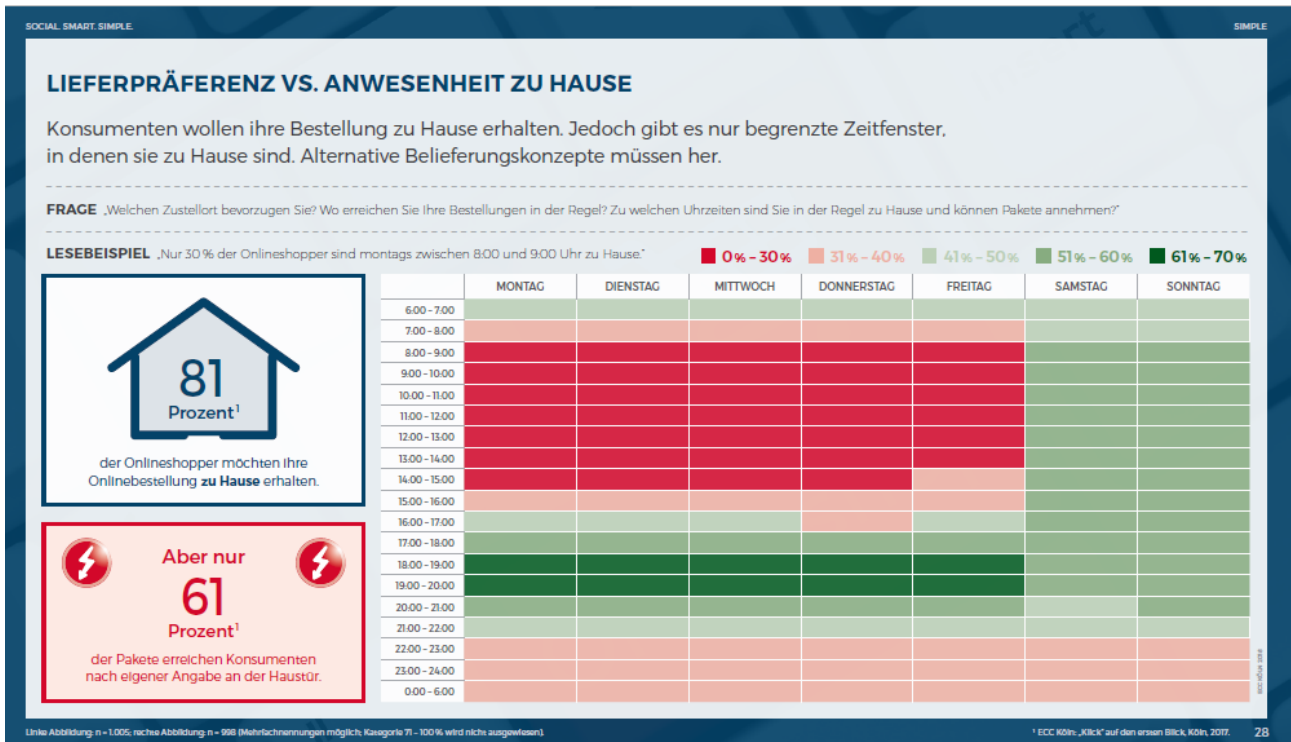 SOCIAL. SMART. SIMPLE.
SIMPLE
LIEFERPRÄFERENZ VS. ANWESENHEIT ZU HAUSE
Konsumenten wollen ihre Bestellung zu Hause erhalten. Jedoch gibt es nur begrenzte Zeitfenster,
in denen sie zu Hause sind. Alternative Belieferungskonzepte müssen her.
FRAGE „Welchen Zustellort bevorzugen Sie? Wo erreichen Sie Ihre Bestellungen in der Regel? Zu welchen Uhrzeiten sind Sie in der Regel zu Hause und können Pakete annehmen?“
LESEBEISPIEL „Nur 30 % der Onlineshopper sind montags zwischen 8:00 und 9:00 Uhr zu Hause.“
0 % – 30 % 31 % – 40 % 41 % – 50 % 51 % – 60 % 61 % – 70 %
81
Prozent¹
der Onlineshopper möchten ihre
Onlinebestellung zu Hause erhalten.
Aber nur
61
Prozent¹
der Pakete erreichen Konsumenten
nach eigener Angabe an der Haustür.
MONTAG DIENSTAG MITTWOCH DONNERSTAG FREITAG SAMSTAG SONNTAG
6:00 – 7:00
7:00 – 8:00
8:00 – 9:00
9:00 – 10:00
10:00 – 11:00
11:00 – 12:00
12:00 – 13:00
13:00 – 14:00
14:00 – 15:00
15:00 – 16:00
16:00 – 17:00
17:00 – 18:00
18:00 – 19:00
19:00 – 20:00
20:00 – 21:00
21:00 – 22:00
22:00 – 23:00
23:00 – 24:00
0:00 – 6:00
Linke Abbildung: n = 1.005; rechte Abbildung: n = 998 (Mehrfachnennungen möglich; Kategorie 71 – 100 % wird nicht ausgewiesen).
¹ ECC Köln: „Klick“ auf den ersten Blick, Köln, 2017.
28